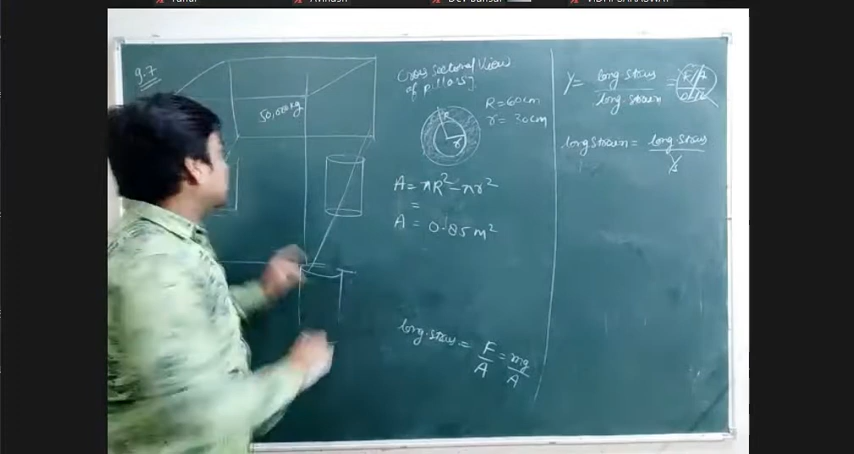 9.7
50,000kg
Cross Sectional View
of pillars]
R = 60cm
r = 30cm
R
r
A = πR² - πr²
=
A = 0.85 m²
long. stress = F/A = mg/A
Y = long. stress / long. strain
long strain = long. stress / Y